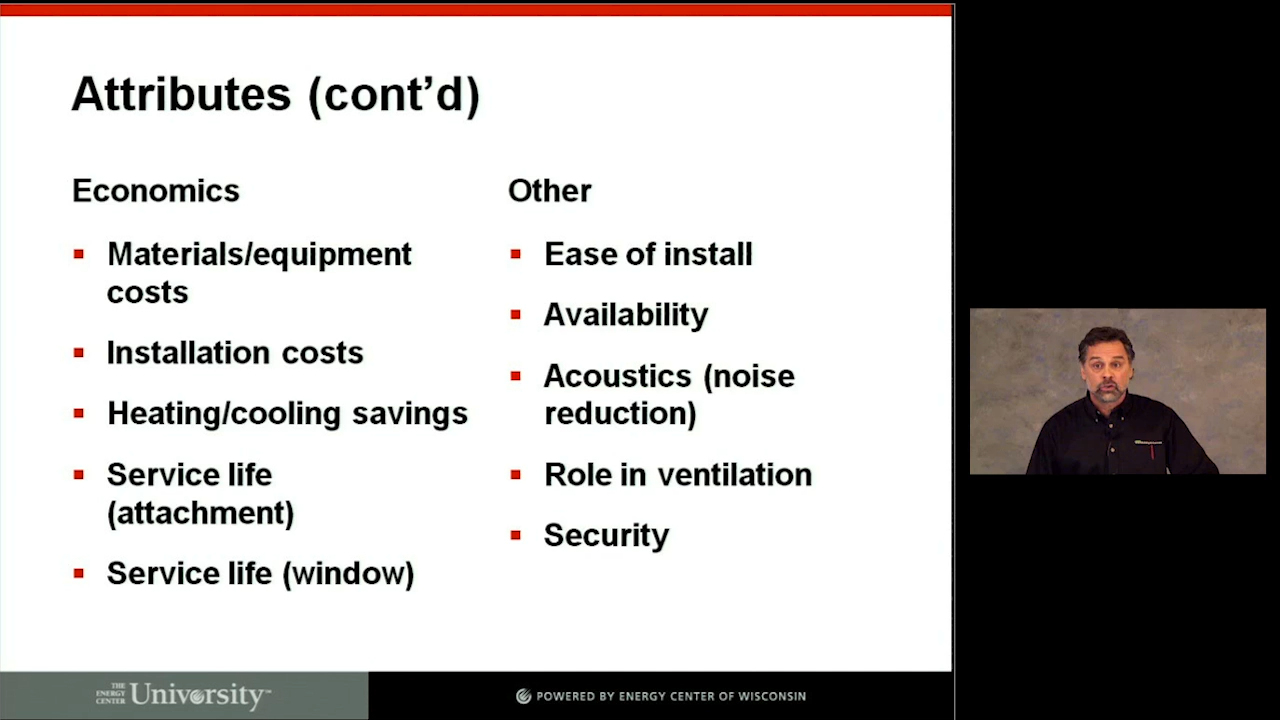 Attributes (cont’d)
Economics
Materials/equipment
costs
Installation costs
Heating/cooling savings
Service life
(attachment)
Service life (window)
Other
Ease of install
Availability
Acoustics (noise
reduction)
Role in ventilation
Security
THE
ENERGY
CENTER
University™
POWERED BY ENERGY CENTER OF WISCONSIN